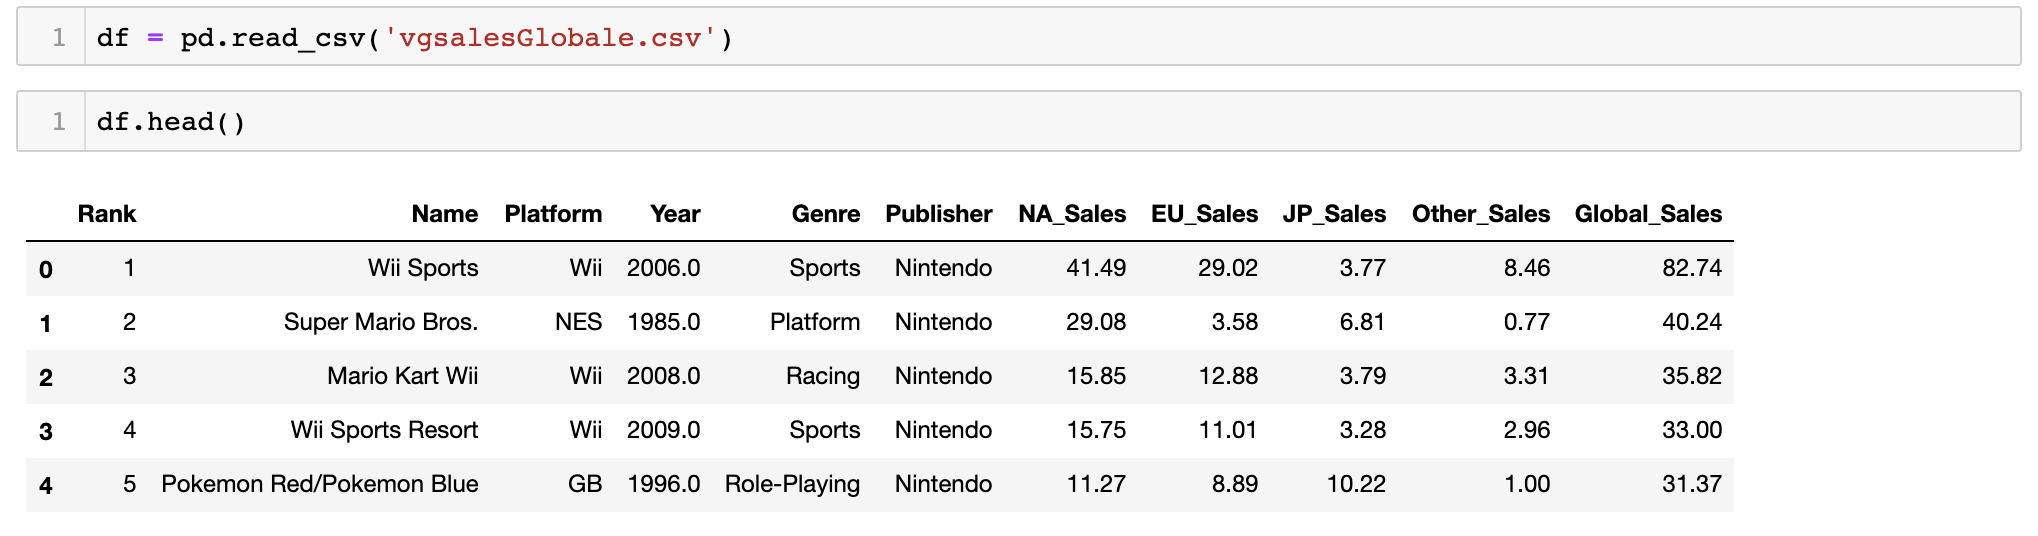 1 df = pd.read_csv('vgsalesGlobale.csv')
1 df.head()
Rank Name Platform Year Genre Publisher NA_Sales EU_Sales JP_Sales Other_Sales Global_Sales
0 1 Wii Sports Wii 2006.0 Sports Nintendo 41.49 29.02 3.77 8.46 82.74
1 2 Super Mario Bros. NES 1985.0 Platform Nintendo 29.08 3.58 6.81 0.77 40.24
2 3 Mario Kart Wii Wii 2008.0 Racing Nintendo 15.85 12.88 3.79 3.31 35.82
3 4 Wii Sports Resort Wii 2009.0 Sports Nintendo 15.75 11.01 3.28 2.96 33.00
4 5 Pokemon Red/Pokemon Blue GB 1996.0 Role-Playing Nintendo 11.27 8.89 10.22 1.00 31.37